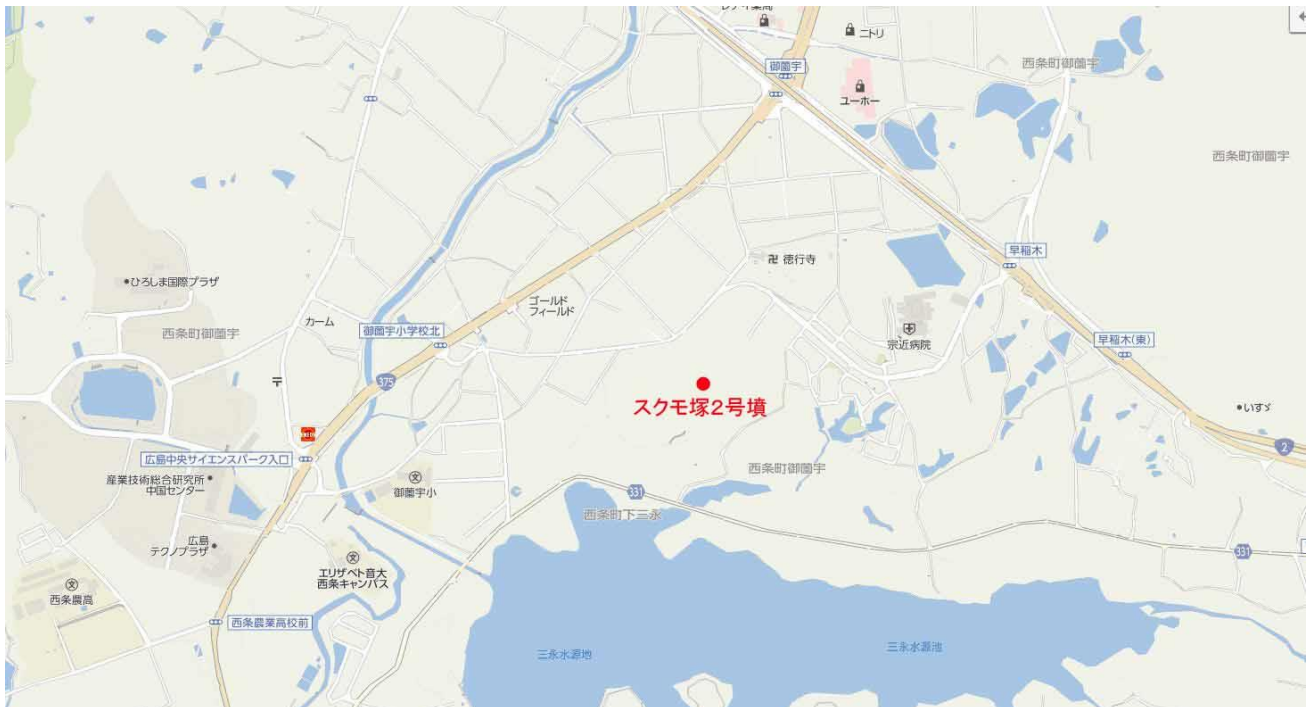 ニトリ
西条町御薗宇
御薗宇
ユーホー
西条町御薗宇
卍 徳行寺
早稲木
ひろしま国際プラザ
ゴールド
フィールド
カーム
西条町御薗宇
御薗宇小学校北
宗近病院
早稲木(東)
〒
375
スクモ塚2号墳
いすゞ
2
広島中央サイエンスパーク入口
西条町御薗宇
産業技術総合研究所
中国センター
文
御薗宇小
331
西条町下三永
広島
テクノプラザ
331
文
エリザベト音大
西条キャンパス
文
西条農高
西条農業高校前
三永水源地
三永水源池